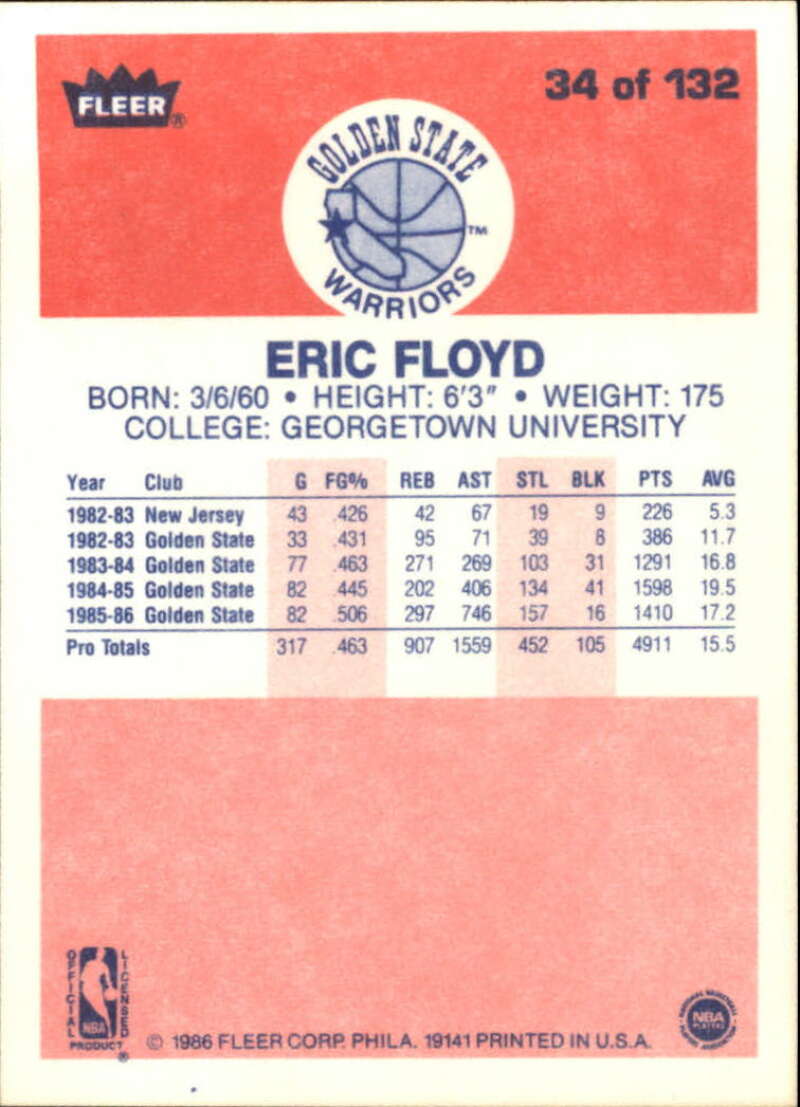 FLEER®
34 of 132
GOLDEN STATE
WARRIORS
TM
ERIC FLOYD
BORN: 3/6/60 • HEIGHT: 6'3" • WEIGHT: 175
COLLEGE: GEORGETOWN UNIVERSITY
Year Club G FG% REB AST STL BLK PTS AVG
1982-83 New Jersey 43 .426 42 67 19 9 226 5.3
1982-83 Golden State 33 .431 95 71 39 8 386 11.7
1983-84 Golden State 77 .463 271 269 103 31 1291 16.8
1984-85 Golden State 82 .445 202 406 134 41 1598 19.5
1985-86 Golden State 82 .506 297 746 157 16 1410 17.2
Pro Totals 317 .463 907 1559 452 105 4911 15.5
OFFICIAL LICENSED
NBA
PRODUCT®
© 1986 FLEER CORP. PHILA. 19141 PRINTED IN U.S.A.
NATIONAL BASKETBALL
NBA
PLAYERS
ASSOCIATION